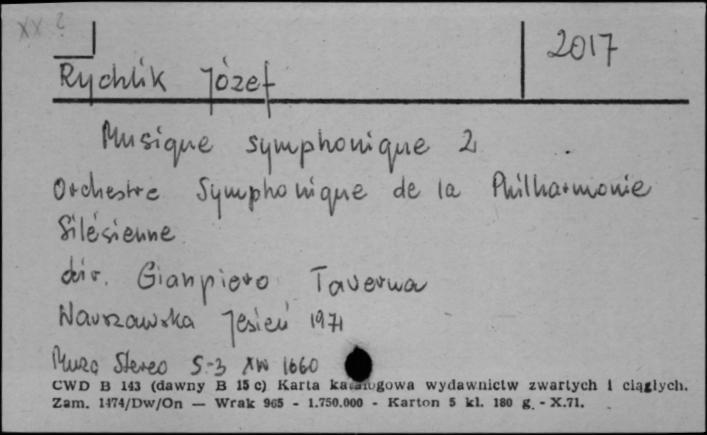 XX ?
2017
Rychlik Józef
Musique symphonique 2
Orchestre Symphonique de la Philharmonie
Silésienne
dir. Gianpiero Taverna
Warszawska Jesień 1971
Muza Stereo S-3 XW 1660
CWD B 143 (dawny B 15 c) Karta katalogowa wydawnictw zwartych i ciągłych.
Zam. 1474/Dw/On — Wrak 965 - 1.750.000 - Karton 5 kl. 180 g. - X.71.